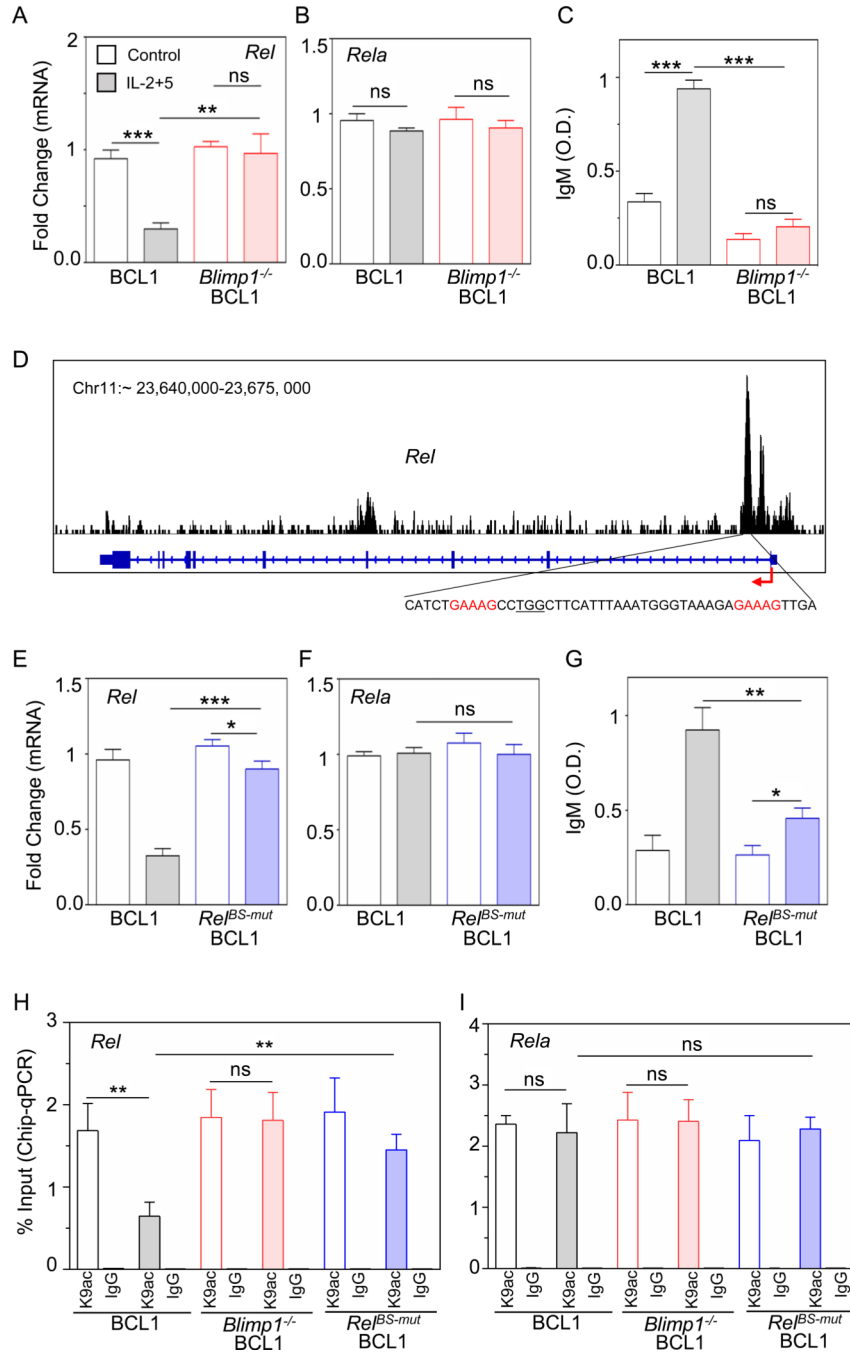 A
Fold Change (mRNA)
2
1
0.0
Control
IL-2+5
Rel
***
**
ns
BCL1
Blimp1-/-
BCL1
B
Rela
1.5
1
0.5
0.0
ns
ns
BCL1
Blimp1-/-
BCL1
C
IgM (O.D.)
1
0.5
0
***
***
ns
BCL1
Blimp1-/-
BCL1
D
Chr11:~ 23,640,000-23,675, 000
Rel
CATCTGAAAGCCTGGCTTCATTTAAATGGGTAAAGAGAAAGTTGA
E
Fold Change (mRNA)
1.5
1
0.5
0.0
Rel
***
*
BCL1
RelBS-mut
BCL1
F
1.5
1
0.5
0.0
Rela
ns
BCL1
RelBS-mut
BCL1
G
IgM (O.D.)
1
0.5
0
**
*
BCL1
RelBS-mut
BCL1
H
% Input (Chip-qPCR)
3
2
1
0
Rel
**
**
ns
K9ac
IgG
K9ac
IgG
K9ac
IgG
K9ac
IgG
K9ac
IgG
K9ac
IgG
BCL1
Blimp1-/-
BCL1
RelBS-mut
BCL1
I
4
3
2
1
0
Rela
ns
ns
ns
K9ac
IgG
K9ac
IgG
K9ac
IgG
K9ac
IgG
K9ac
IgG
K9ac
IgG
BCL1
Blimp1-/-
BCL1
RelBS-mut
BCL1